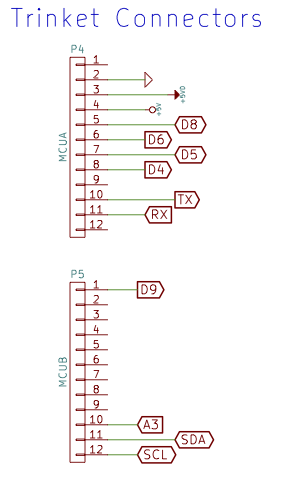 Trinket Connectors
P4
MCUA
1
2
3 +5VD
4 +5V
5 D8
6 D6
7 D5
8 D4
9
10 TX
11 RX
12
P5
MCUB
1 D9
2
3
4
5
6
7
8
9
10 A3
11 SDA
12 SCL